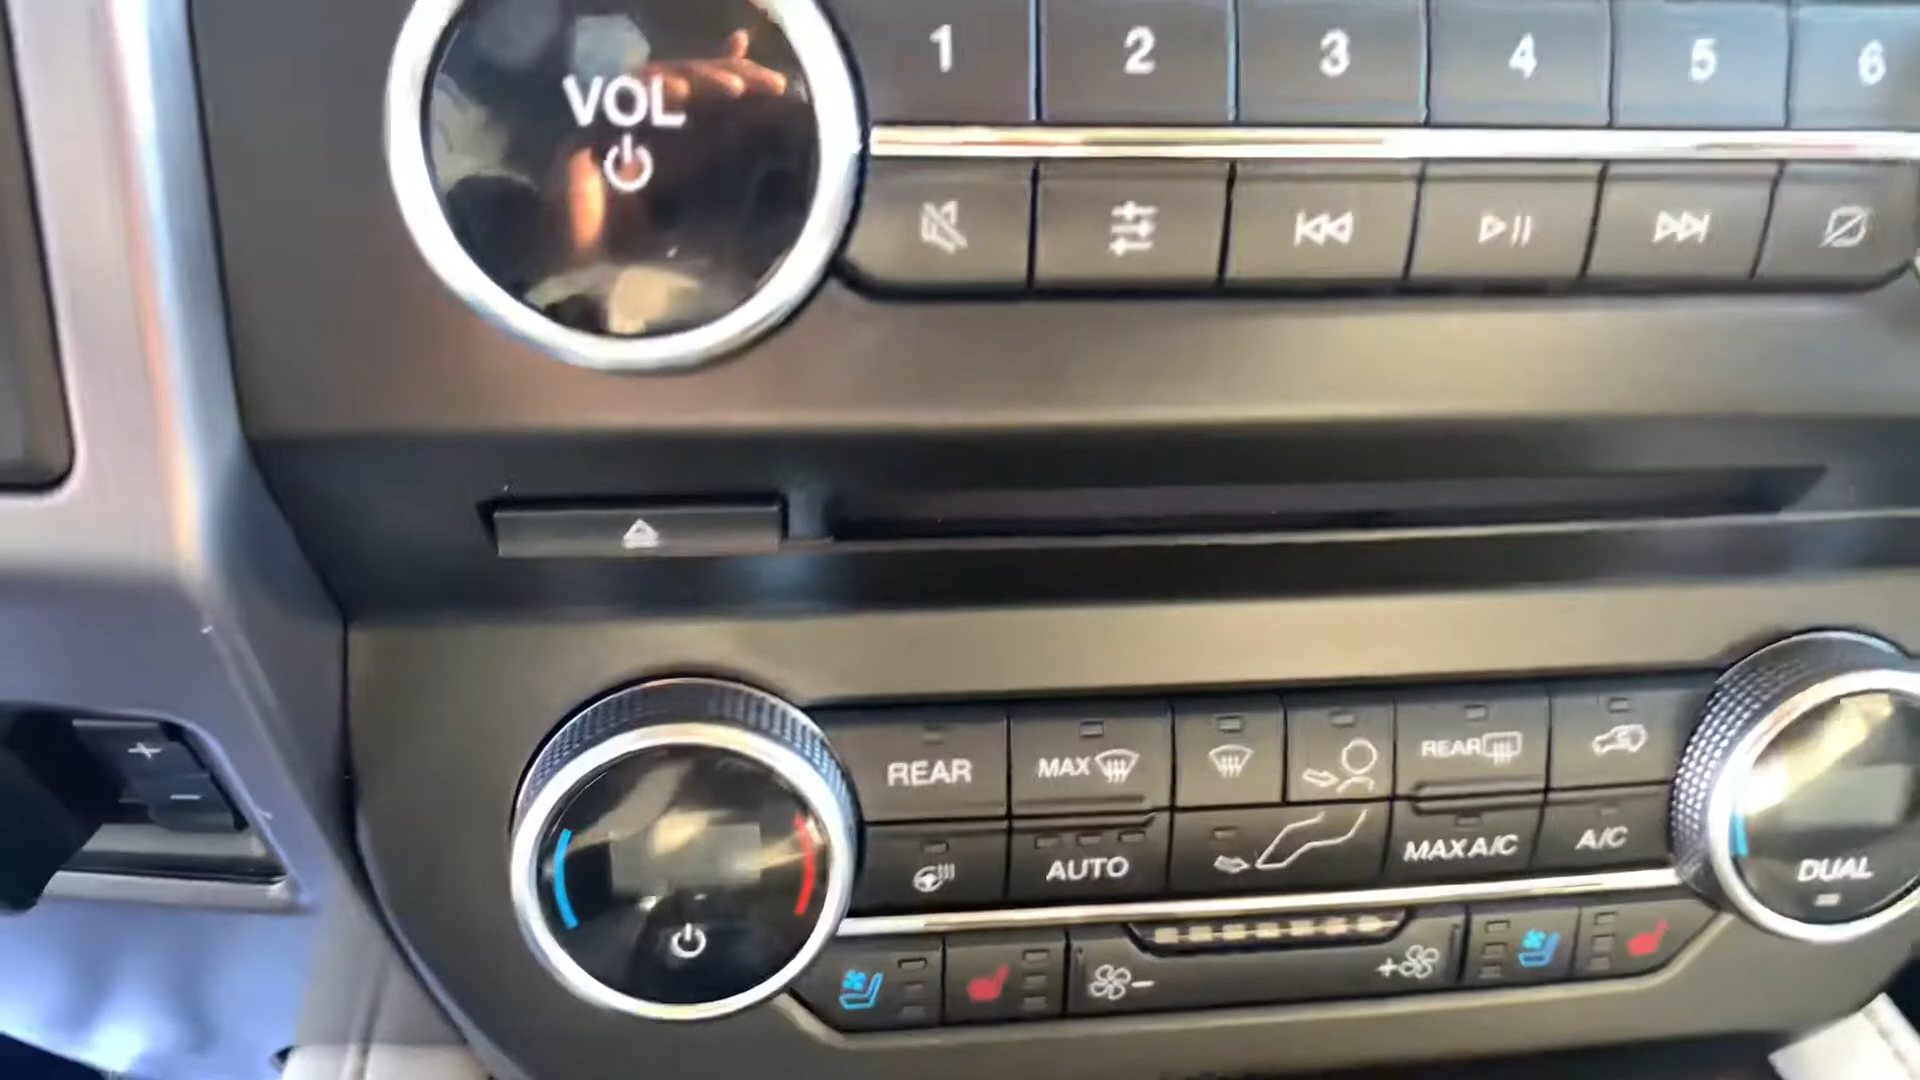 1 2 3 4 5 6
VOL
REAR MAX REAR
AUTO MAX A/C A/C
DUAL
- +